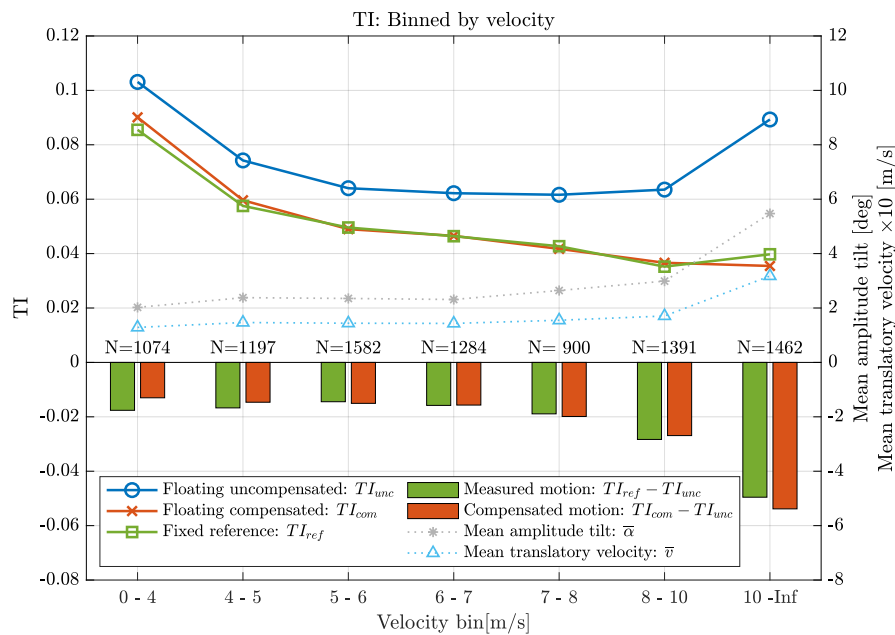 TI: Binned by velocity
0.12
0.1
0.08
0.06
0.04
0.02
0
-0.02
-0.04
-0.06
-0.08
TI
12
10
8
6
4
2
0
-2
-4
-6
-8
Mean amplitude tilt [deg]
Mean translatory velocity ×10 [m/s]
N=1074 N=1197 N=1582 N=1284 N= 900 N=1391 N=1462
Floating uncompensated: TI_unc
Floating compensated: TI_com
Fixed reference: TI_ref
Measured motion: TI_ref − TI_unc
Compensated motion: TI_com − TI_unc
Mean amplitude tilt: α̅
Mean translatory velocity: v̅
0 - 4 4 - 5 5 - 6 6 - 7 7 - 8 8 - 10 10 -Inf
Velocity bin[m/s]